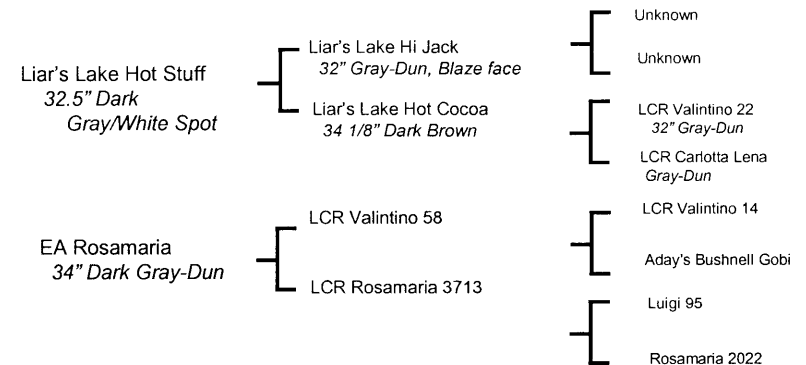 Liar's Lake Hot Stuff
32.5” Dark
Gray/White Spot
Liar's Lake Hi Jack
32” Gray-Dun, Blaze face
Liar's Lake Hot Cocoa
34 1/8” Dark Brown
Unknown
Unknown
LCR Valintino 22
32” Gray-Dun
LCR Carlotta Lena
Gray-Dun
EA Rosamaria
34” Dark Gray-Dun
LCR Valintino 58
LCR Rosamaria 3713
LCR Valintino 14
Aday's Bushnell Gobi
Luigi 95
Rosamaria 2022